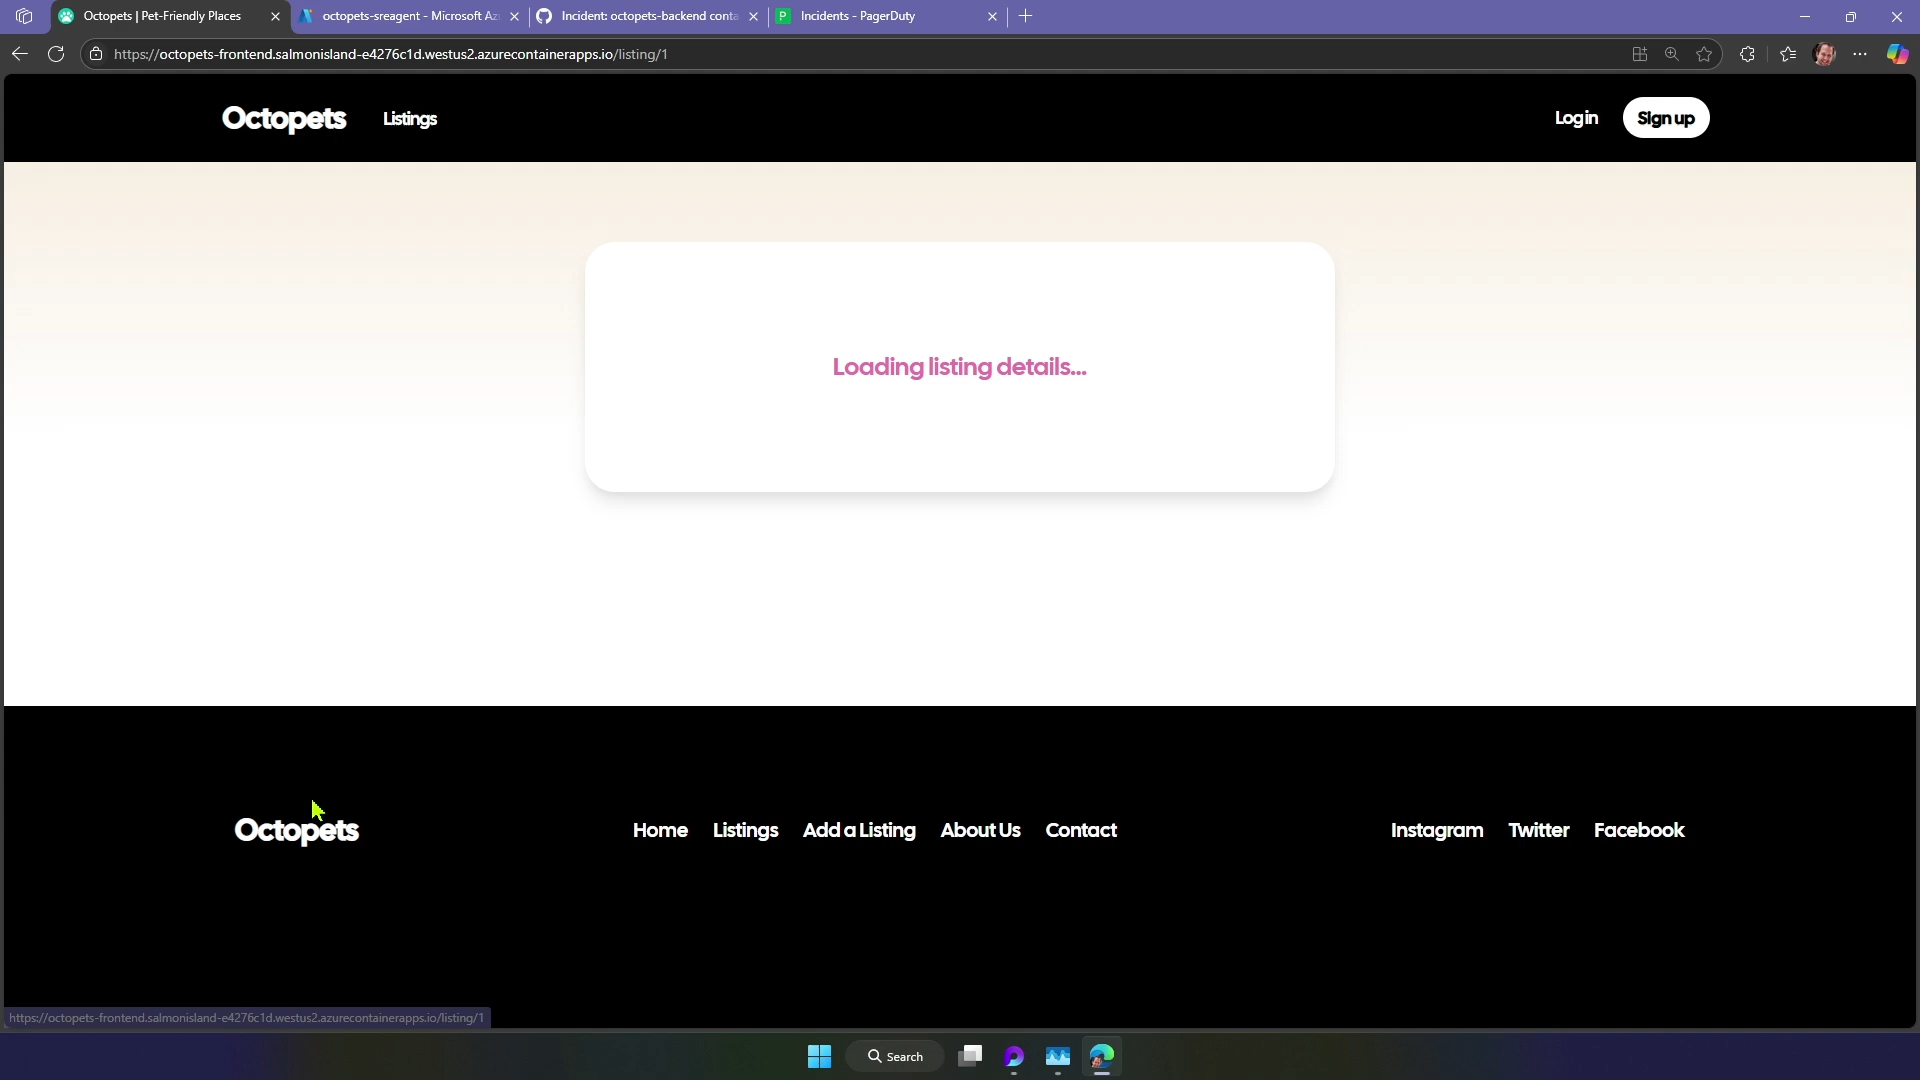 Octopets | Pet-Friendly Places
octopets-sreagent - Microsoft Az
Incident: octopets-backend conta
Incidents - PagerDuty
https://octopets-frontend.salmonisland-e4276c1d.westus2.azurecontainerapps.io/listing/1
Octopets
Listings
Login
Sign up
Loading listing details...
Octopets
Home
Listings
Add a Listing
About Us
Contact
Instagram
Twitter
Facebook
https://octopets-frontend.salmonisland-e4276c1d.westus2.azurecontainerapps.io/listing/1
Search